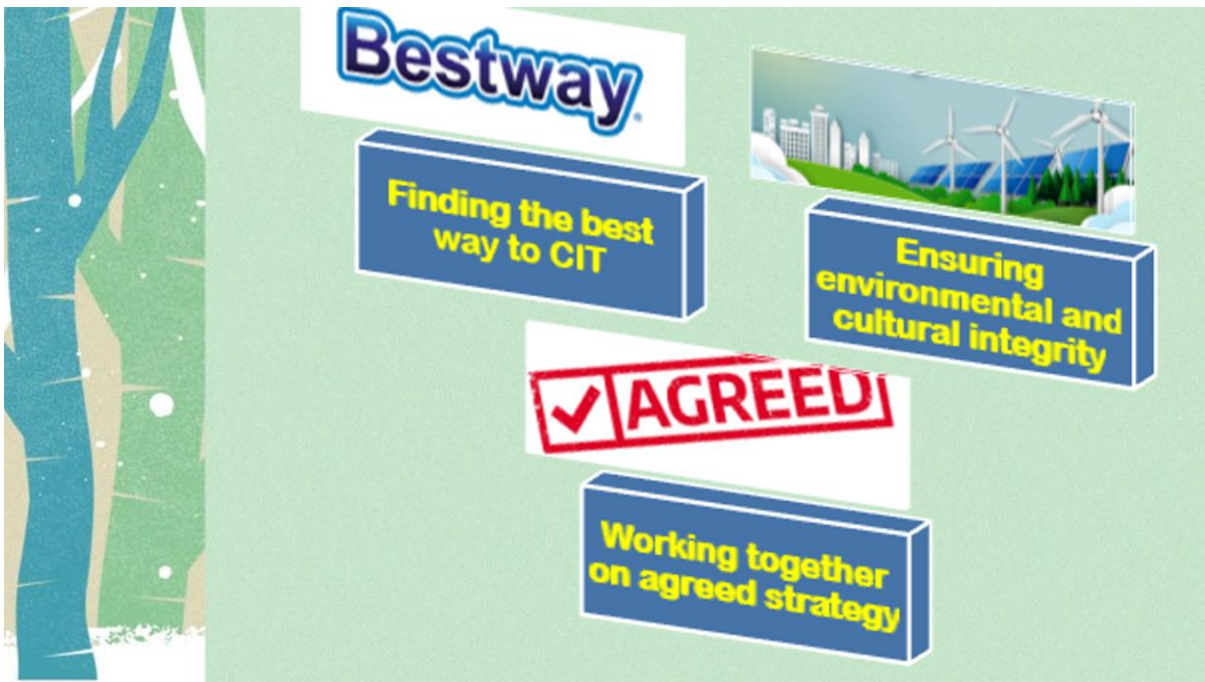 Bestway
Finding the best
way to CIT
Ensuring
environmental and
cultural integrity
AGREED
Working together
on agreed strategy